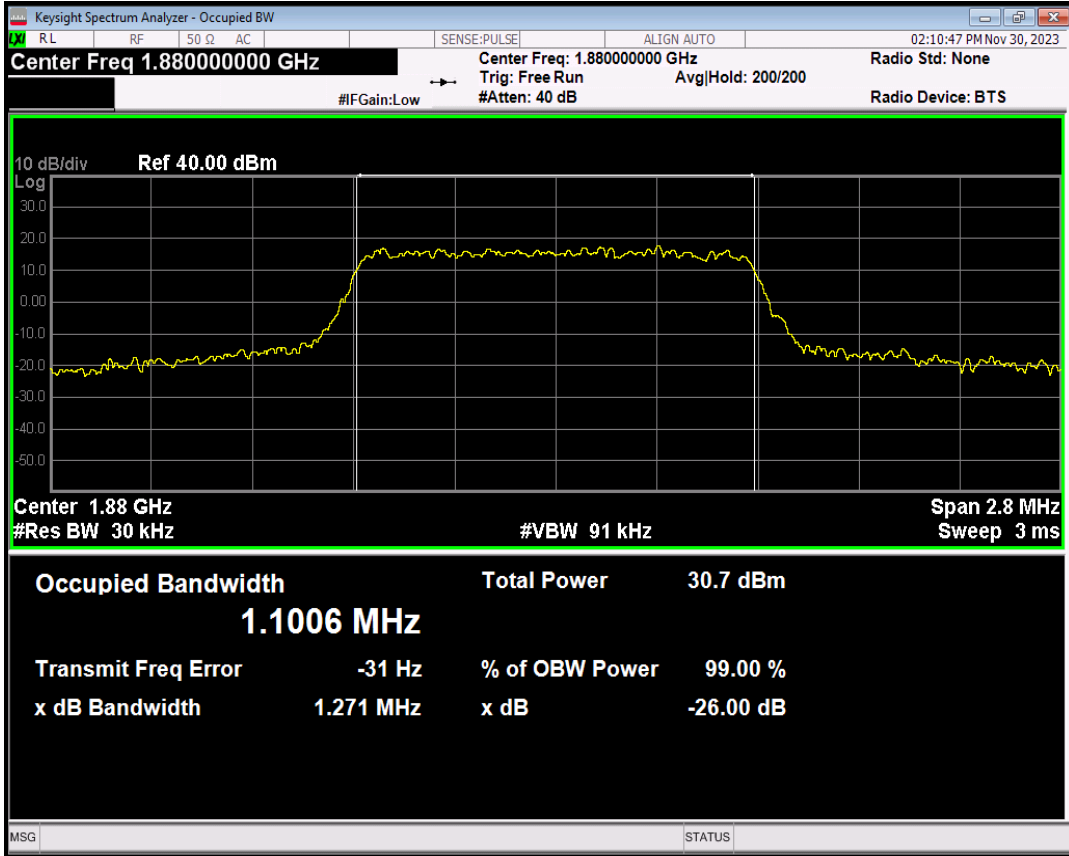 Keysight Spectrum Analyzer - Occupied BW
LXI RL RF 50 Ω AC SENSE:PULSE ALIGN AUTO 02:10:47 PM Nov 30, 2023
Center Freq 1.880000000 GHz
Center Freq: 1.880000000 GHz
Radio Std: None
Trig: Free Run Avg|Hold: 200/200
#IFGain:Low #Atten: 40 dB Radio Device: BTS
10 dB/div Ref 40.00 dBm
Log
30.0
20.0
10.0
0.00
-10.0
-20.0
-30.0
-40.0
-50.0
Center 1.88 GHz Span 2.8 MHz
#Res BW 30 kHz #VBW 91 kHz Sweep 3 ms
Occupied Bandwidth Total Power 30.7 dBm
1.1006 MHz
Transmit Freq Error -31 Hz % of OBW Power 99.00 %
x dB Bandwidth 1.271 MHz x dB -26.00 dB
MSG STATUS